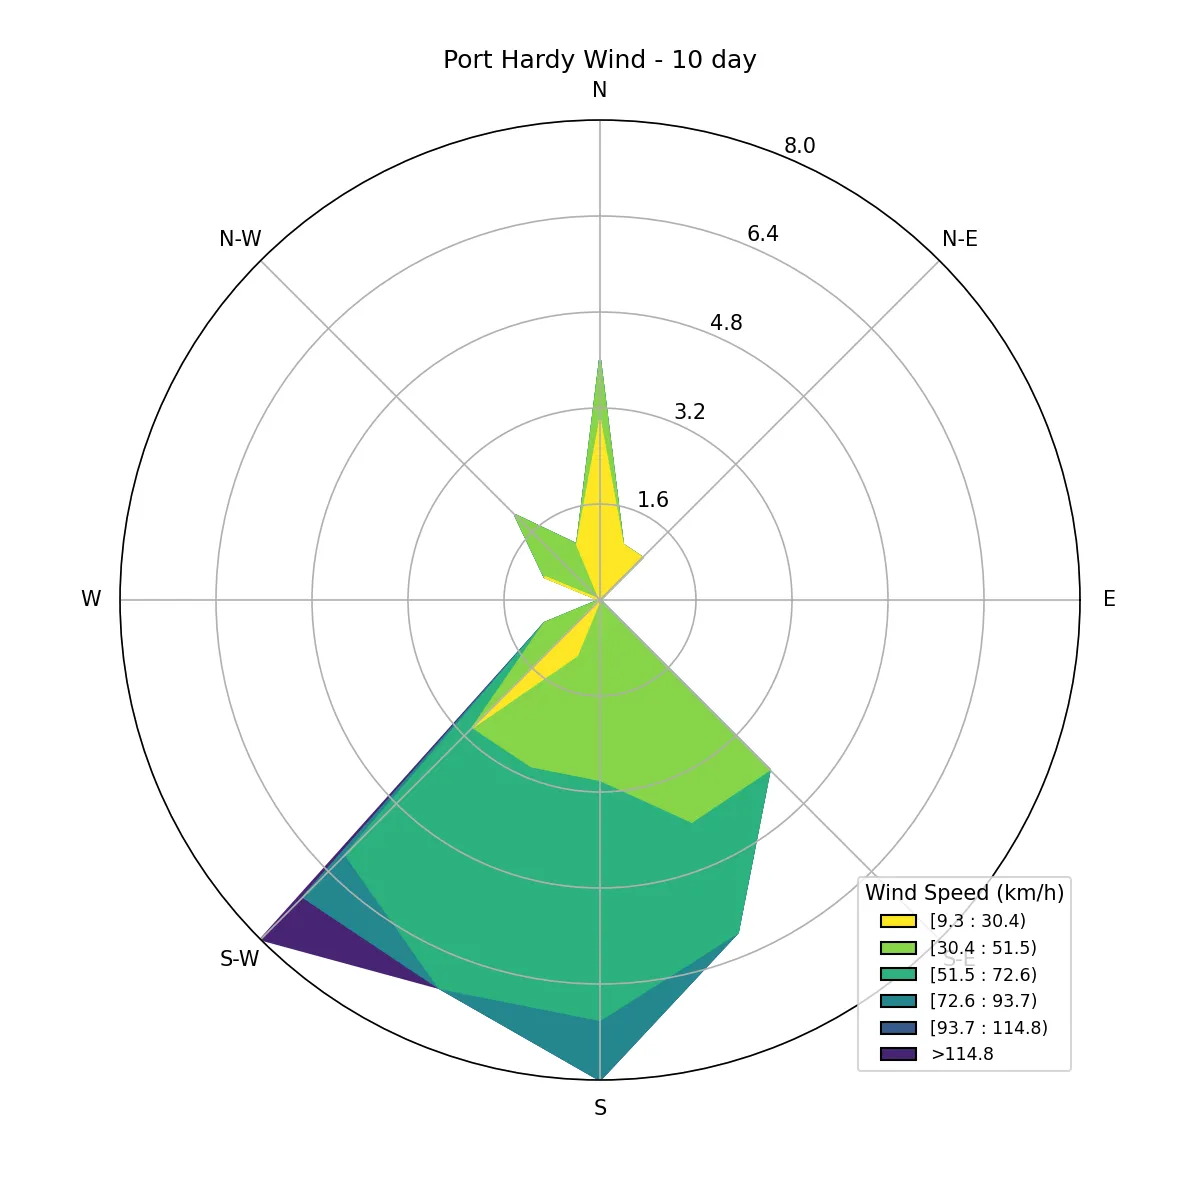 Port Hardy Wind - 10 day
N
8.0
6.4
N-W
N-E
4.8
3.2
1.6
W
E
Wind Speed (km/h)
[9.3 : 30.4)
[30.4 : 51.5)
S-W
S-E
[51.5 : 72.6)
[72.6 : 93.7)
[93.7 : 114.8)
>114.8
S